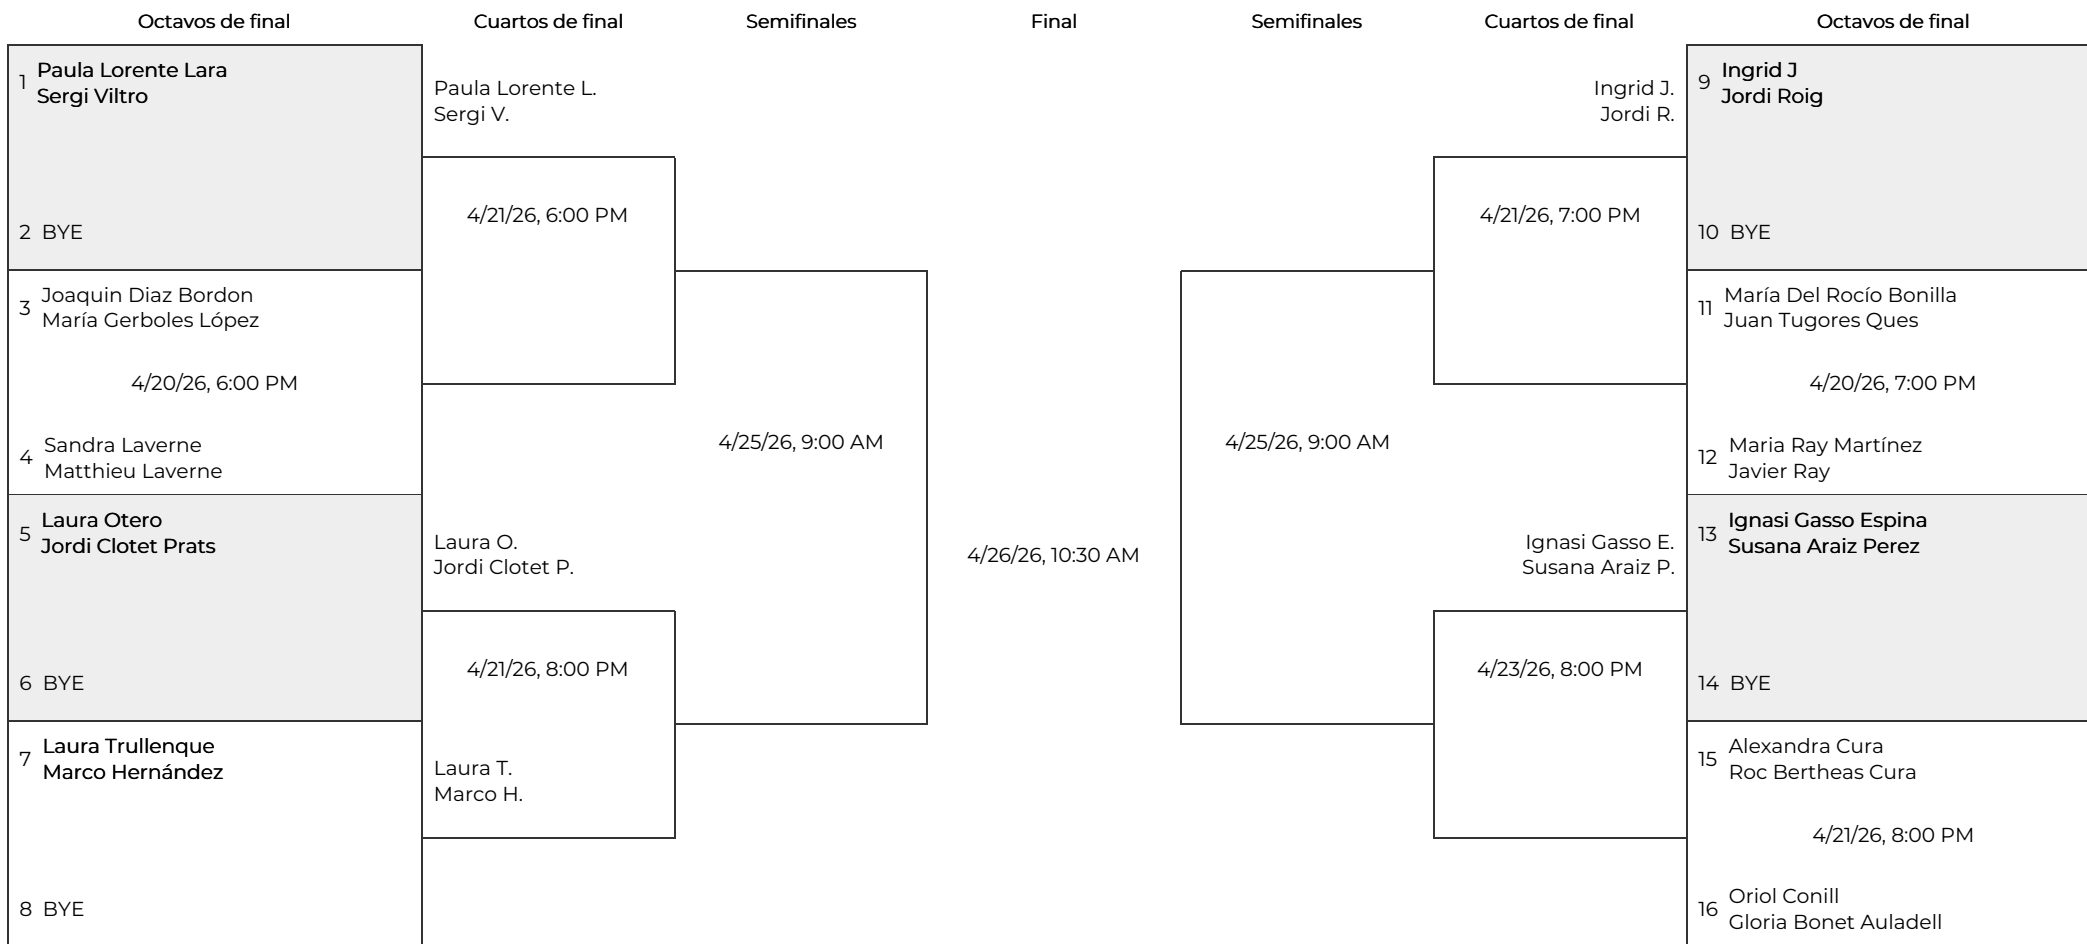 Octavos de final
Cuartos de final
Semifinales
Final
Semifinales
Cuartos de final
Octavos de final
1
Paula Lorente Lara
Sergi Viltro
2 BYE
3
Joaquin Diaz Bordon
María Gerboles López
4/20/26, 6:00 PM
4
Sandra Laverne
Matthieu Laverne
5
Laura Otero
Jordi Clotet Prats
6 BYE
7
Laura Trullenque
Marco Hernández
8 BYE
Paula Lorente L.
Sergi V.
4/21/26, 6:00 PM
Laura O.
Jordi Clotet P.
4/21/26, 8:00 PM
Laura T.
Marco H.
4/25/26, 9:00 AM
4/26/26, 10:30 AM
4/25/26, 9:00 AM
Ingrid J.
Jordi R.
4/21/26, 7:00 PM
Ignasi Gasso E.
Susana Araiz P.
4/23/26, 8:00 PM
9
Ingrid J
Jordi Roig
10 BYE
11
María Del Rocío Bonilla
Juan Tugores Ques
4/20/26, 7:00 PM
12
Maria Ray Martínez
Javier Ray
13
Ignasi Gasso Espina
Susana Araiz Perez
14 BYE
15
Alexandra Cura
Roc Bertheas Cura
4/21/26, 8:00 PM
16
Oriol Conill
Gloria Bonet Auladell